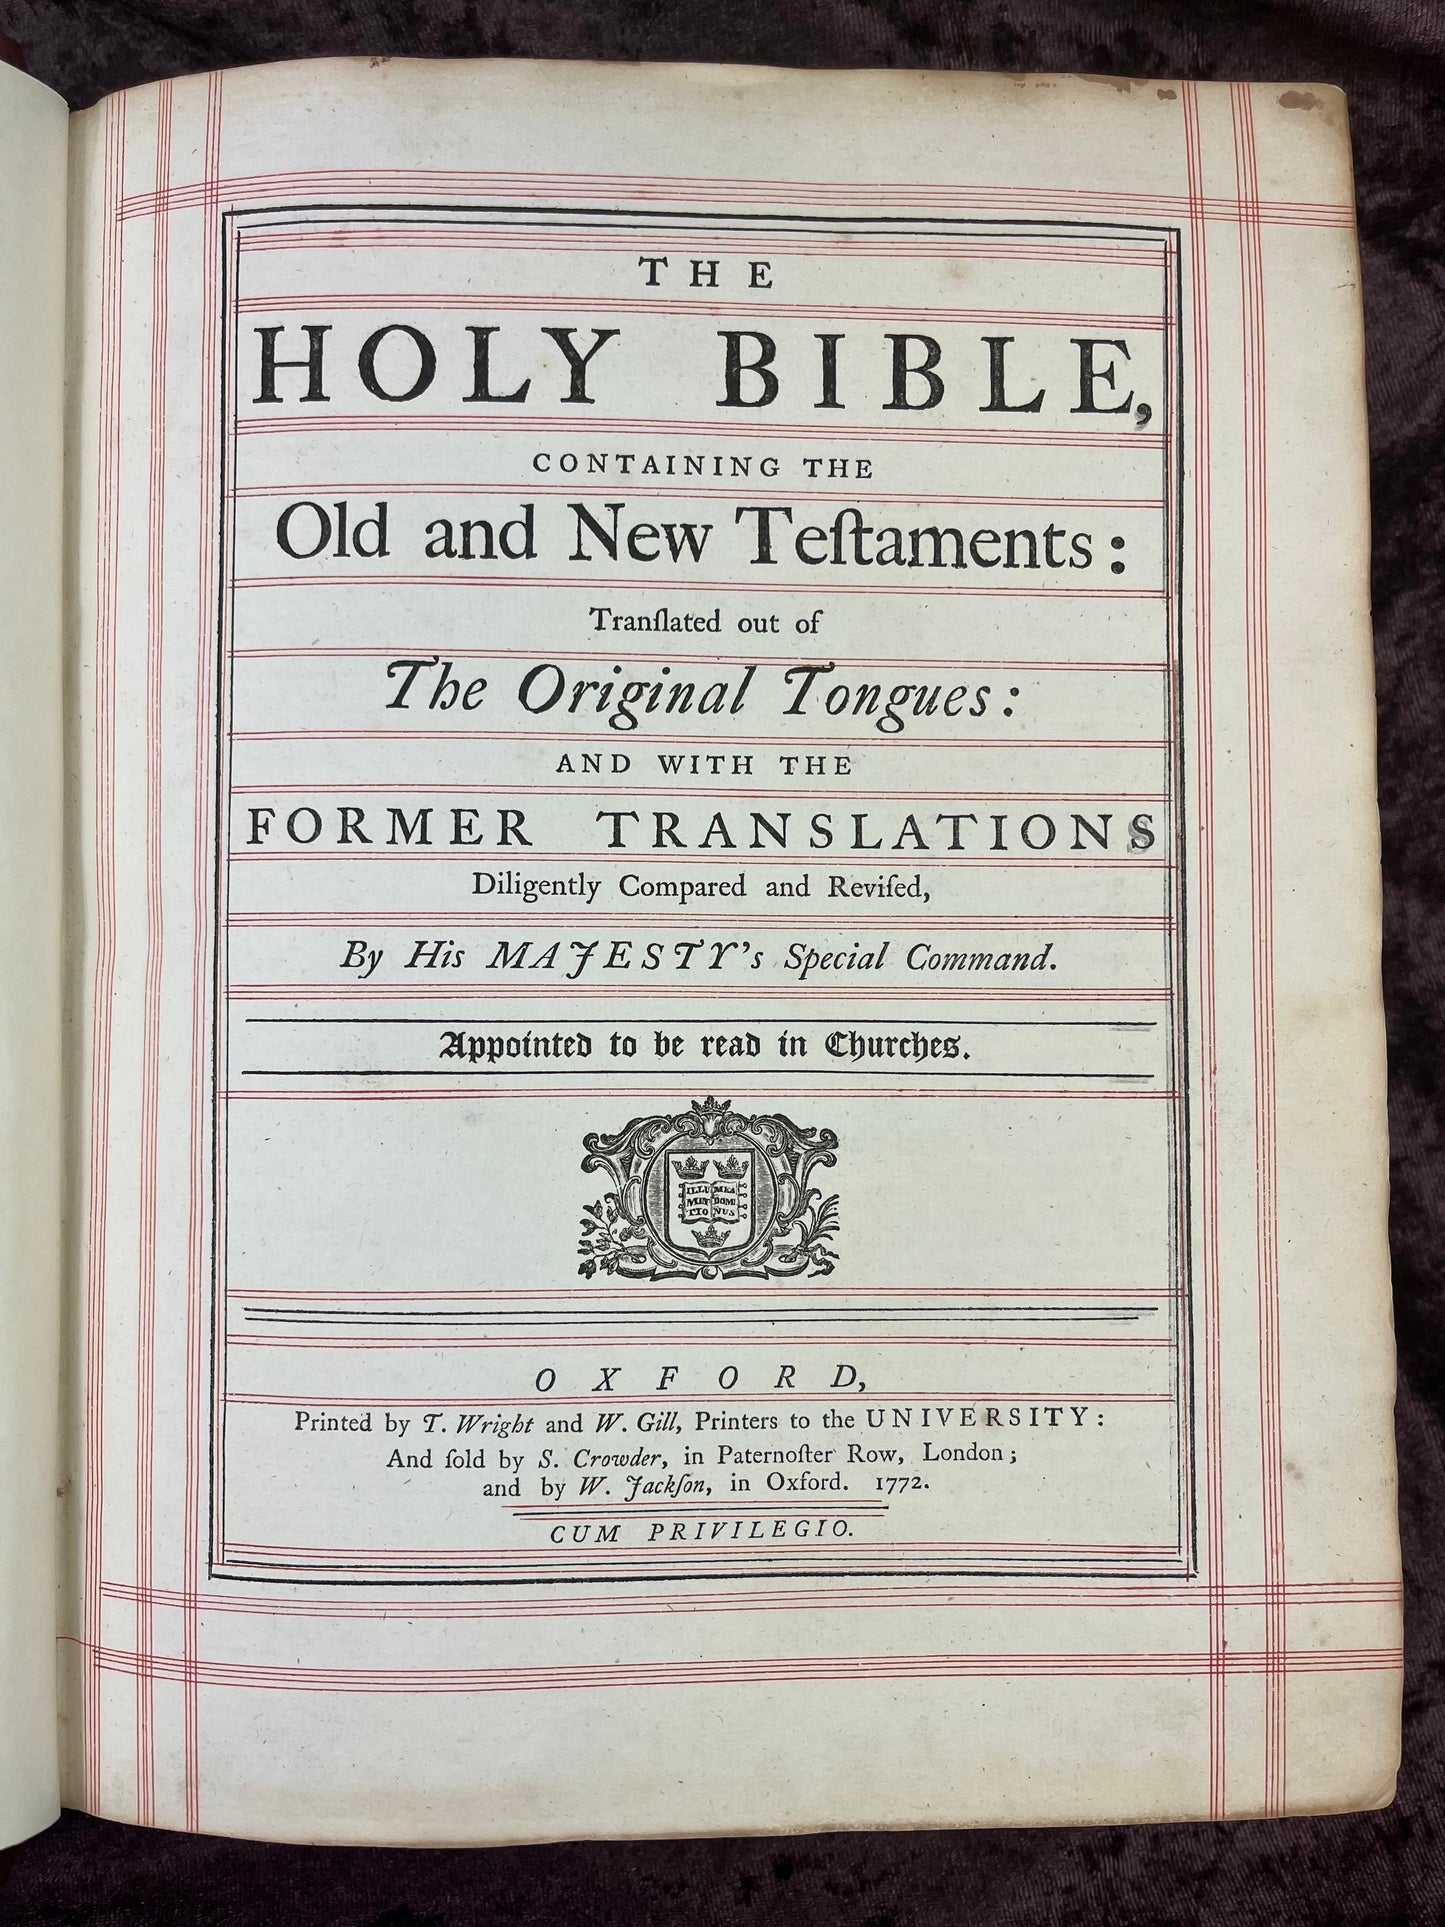 THE
HOLY BIBLE,
CONTAINING THE
Old and New Teſtaments:
Tranſlated out of
The Original Tongues:
AND WITH THE
FORMER TRANSLATIONS
Diligently Compared and Reviſed,
By His MAJESTY's Special Command.
Appointed to be read in Churches.
ILLU MEA
MIN DOMI
TIO NUS
OXFORD,
Printed by T. Wright and W. Gill, Printers to the UNIVERSITY:
And ſold by S. Crowder, in Paternoſter Row, London;
and by W. Jackſon, in Oxford. 1772.
CUM PRIVILEGIO.